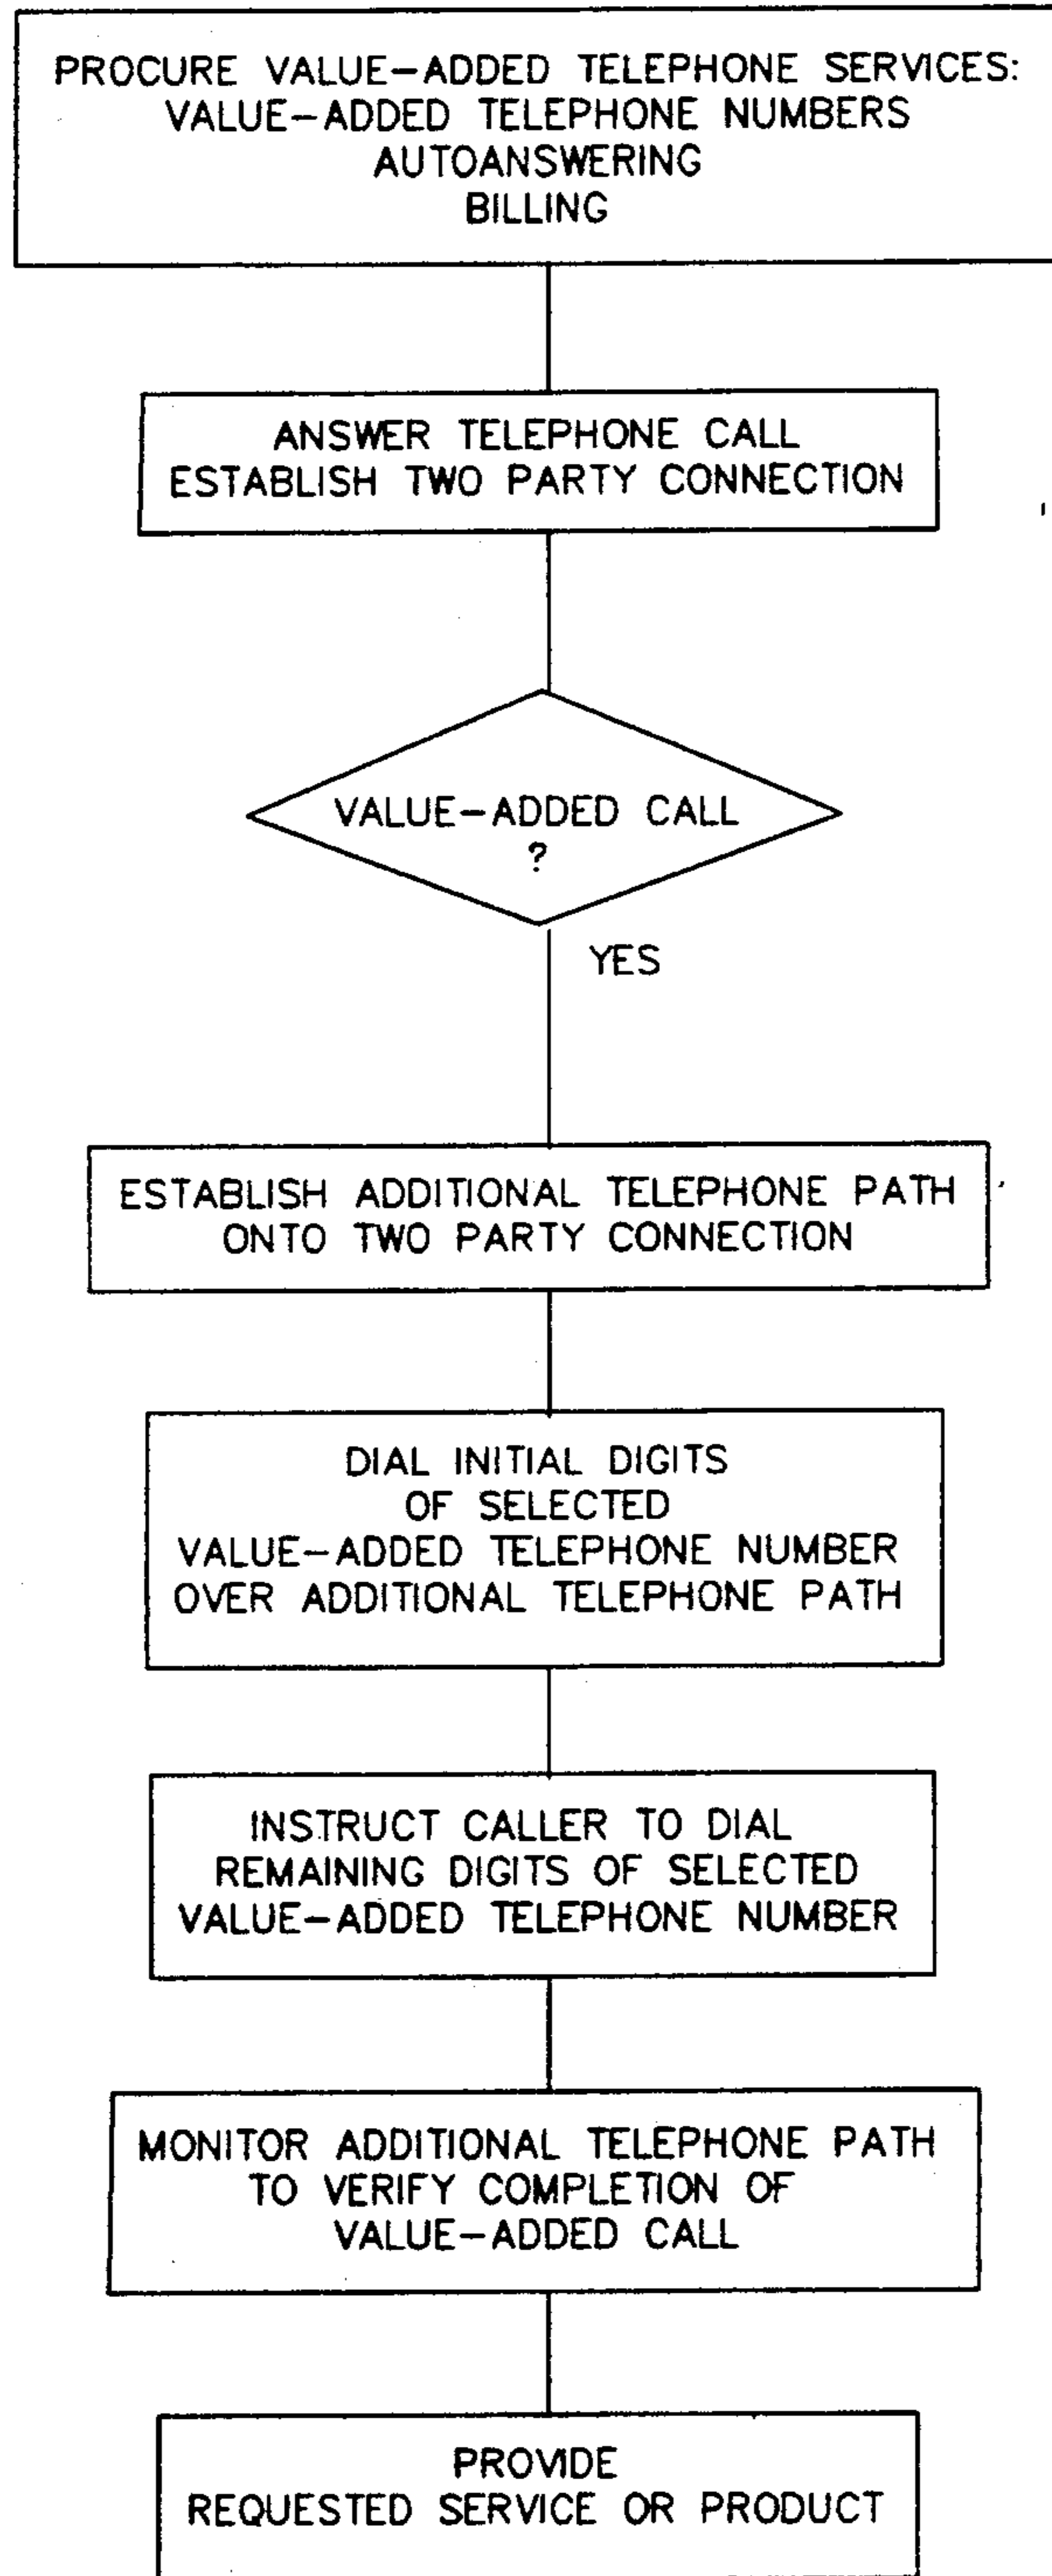 PROCURE VALUE-ADDED TELEPHONE SERVICES:
VALUE-ADDED TELEPHONE NUMBERS
AUTOANSWERING
BILLING
ANSWER TELEPHONE CALL
ESTABLISH TWO PARTY CONNECTION
VALUE-ADDED CALL
?
YES
ESTABLISH ADDITIONAL TELEPHONE PATH
ONTO TWO PARTY CONNECTION
DIAL INITIAL DIGITS
OF SELECTED
VALUE-ADDED TELEPHONE NUMBER
OVER ADDITIONAL TELEPHONE PATH
INSTRUCT CALLER TO DIAL
REMAINING DIGITS OF SELECTED
VALUE-ADDED TELEPHONE NUMBER
MONITOR ADDITIONAL TELEPHONE PATH
TO VERIFY COMPLETION OF
VALUE-ADDED CALL
PROVIDE
REQUESTED SERVICE OR PRODUCT